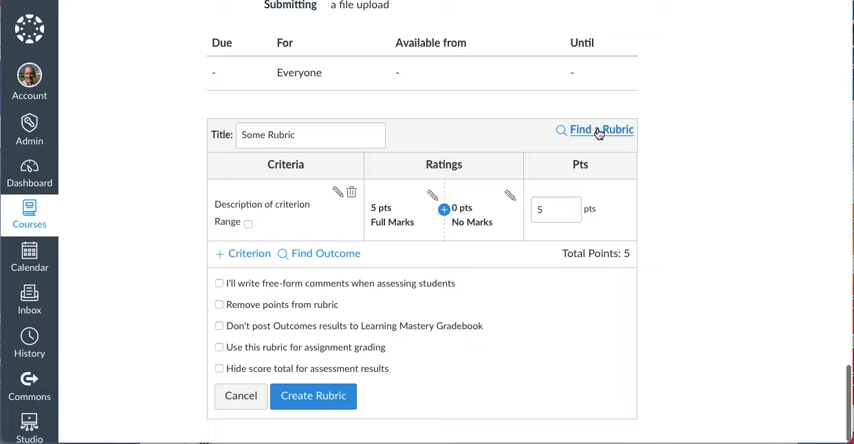 Submitting a file upload
Due For Available from Until
- Everyone - -
Account
Admin
Dashboard
Courses
Calendar
Inbox
History
Commons
Studio
Title: Some Rubric Find a Rubric
Criteria Ratings Pts
Description of criterion
Range
5 pts
Full Marks
0 pts
No Marks
5 pts
+ Criterion Find Outcome Total Points: 5
I'll write free-form comments when assessing students
Remove points from rubric
Don't post Outcomes results to Learning Mastery Gradebook
Use this rubric for assignment grading
Hide score total for assessment results
Cancel Create Rubric